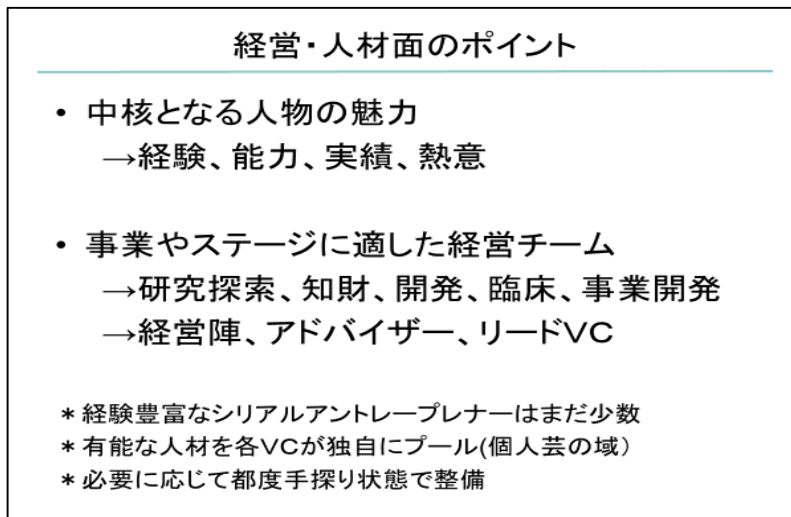 経営・人材面のポイント
• 中核となる人物の魅力
→経験、能力、実績、熱意
• 事業やステージに適した経営チーム
→研究探索、知財、開発、臨床、事業開発
→経営陣、アドバイザー、リードVC
＊経験豊富なシリアルアントレープレナーはまだ少数
＊有能な人材を各VCが独自にプール(個人芸の域）
＊必要に応じて都度手探り状態で整備